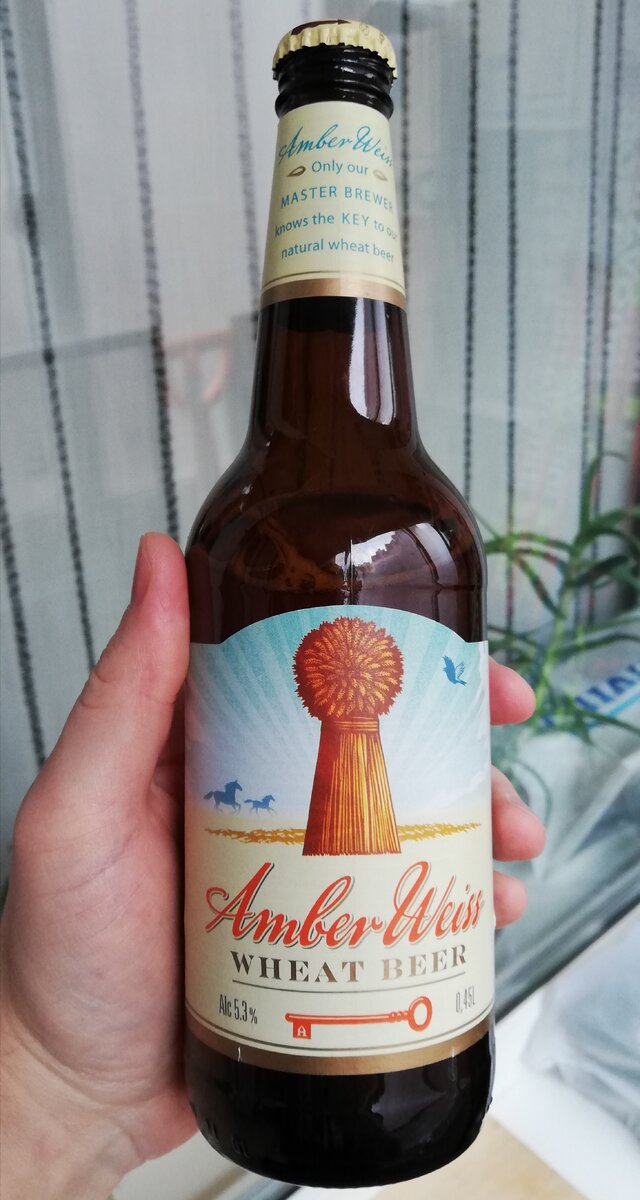 Amber Weiss
Only our
MASTER BREWER
knows the KEY to our
natural wheat beer
Amber Weiss
WHEAT BEER
Alc 5.3%
0,45L
A